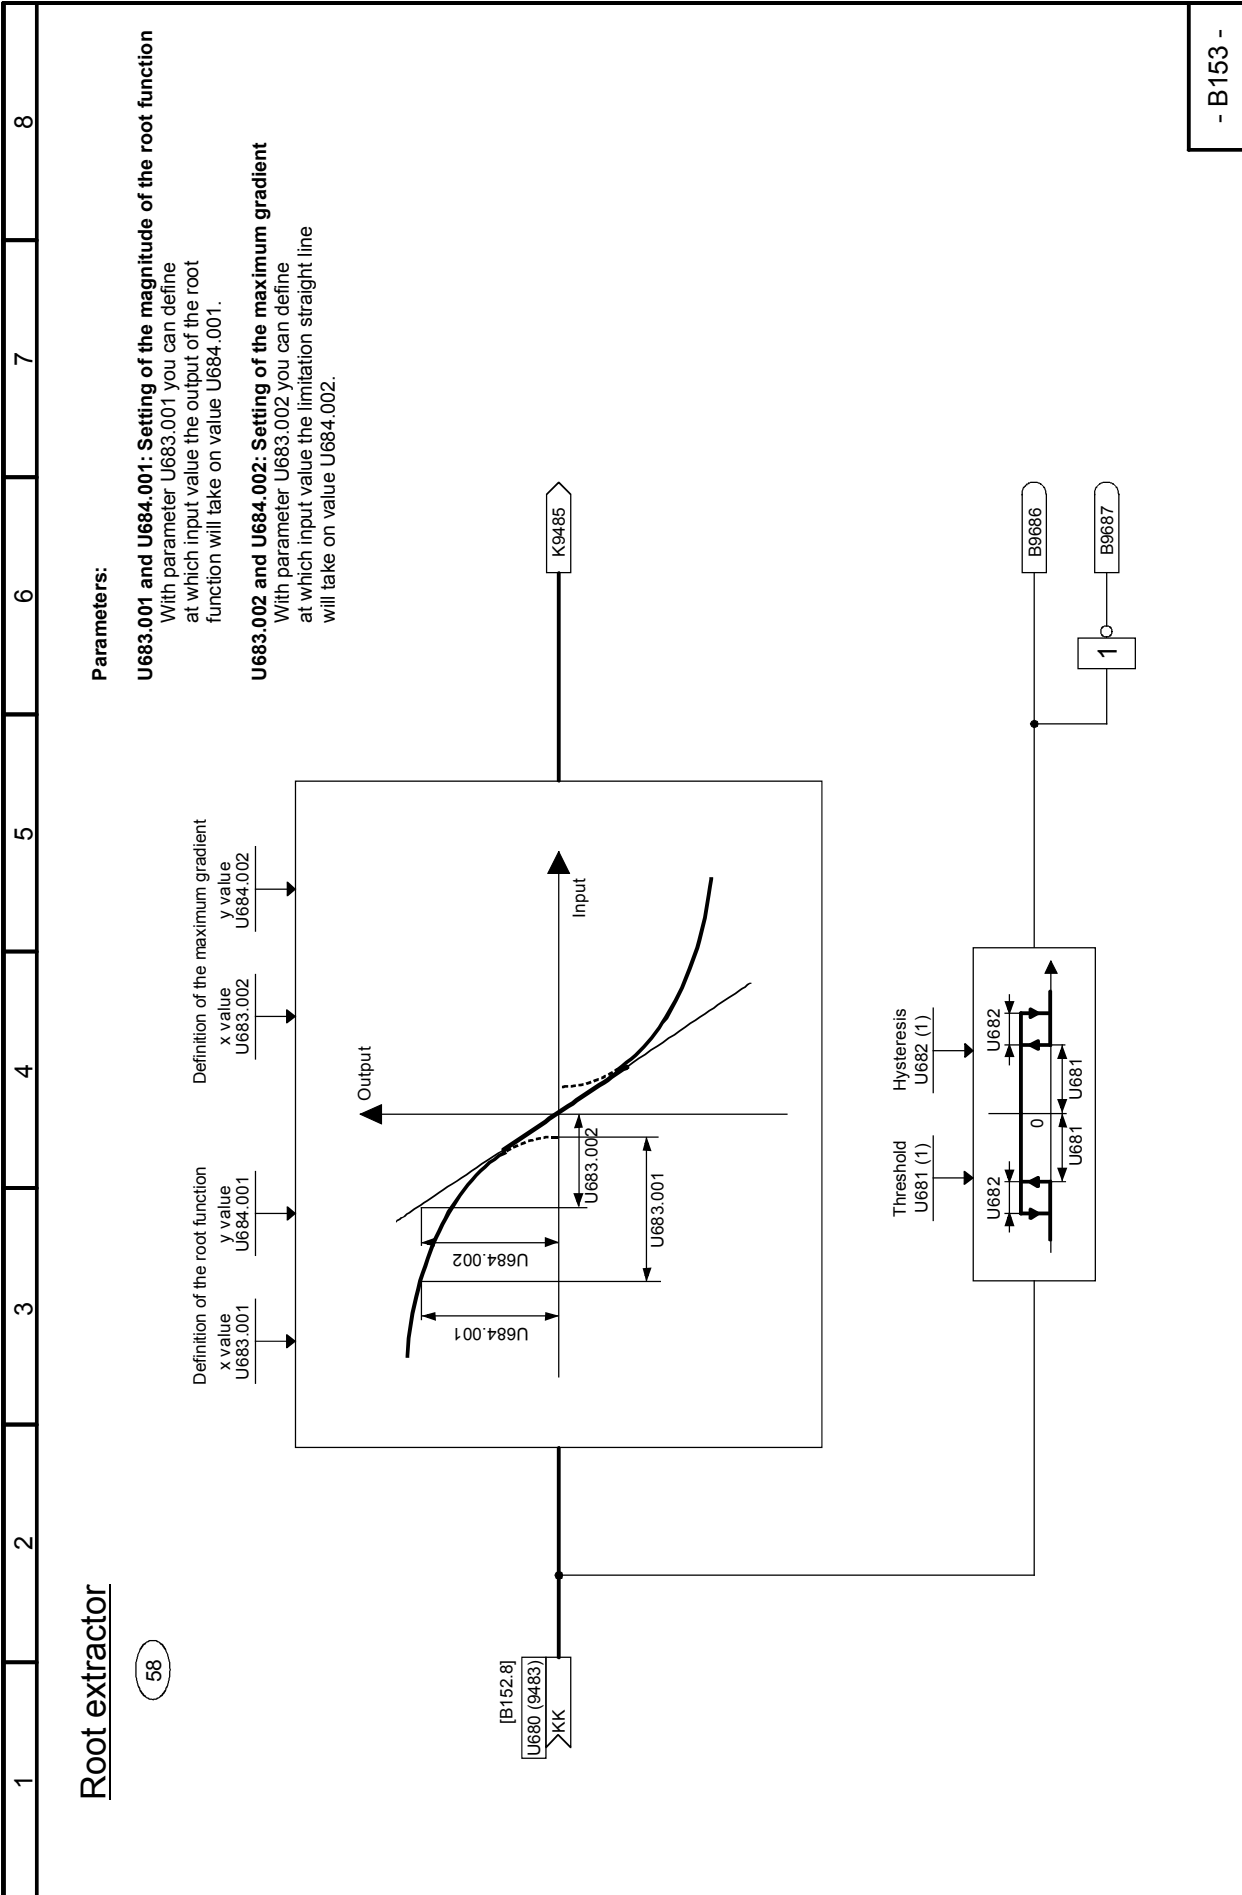 1 2 3 4 5 6 7 8
Root extractor
58
Parameters:
U683.001 and U684.001: Setting of the magnitude of the root function
With parameter U683.001 you can define
at which input value the output of the root
function will take on value U684.001.
U683.002 and U684.002: Setting of the maximum gradient
With parameter U683.002 you can define
at which input value the limitation straight line
will take on value U684.002.
Definition of the root function
x value
U683.001
y value
U684.001
Definition of the maximum gradient
x value
U683.002
y value
U684.002
Output
Input
U684.001
U684.002
U683.002
U683.001
[B152.8]
U680 (9483)
KK
K9485
Threshold
U681 (1)
Hysteresis
U682 (1)
U682
U682
0
U681
U681
1
B9686
B9687
- B153 -